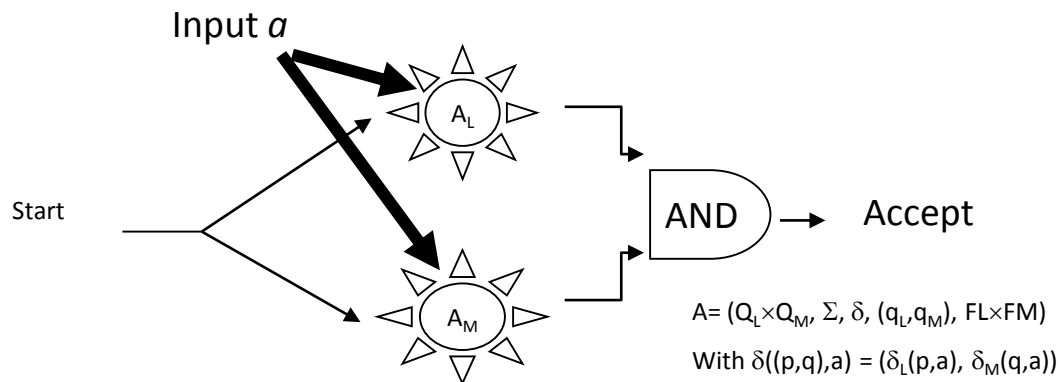 Input a
A_L
Start
AND
Accept
A_M
A= (Q_L×Q_M, Σ, δ, (q_L,q_M), FL×FM)
With δ((p,q),a) = (δ_L(p,a), δ_M(q,a))